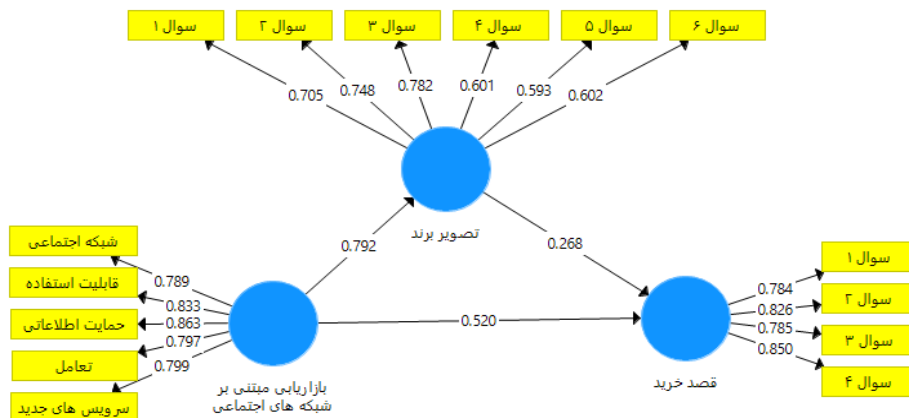 سوال ۱
سوال ۲
سوال ۳
سوال ۴
سوال ۵
سوال ۶
0.705
0.748
0.782
0.601
0.593
0.602
تصویر برند
شبکه اجتماعی
قابلیت استفاده
حمایت اطلاعاتی
تعامل
سرویس های جدید
0.789
0.833
0.863
0.797
0.799
0.792
0.268
0.520
بازاریابی مبتنی بر
شبکه های اجتماعی
قصد خرید
0.784
0.826
0.785
0.850
سوال ۱
سوال ۲
سوال ۳
سوال ۴